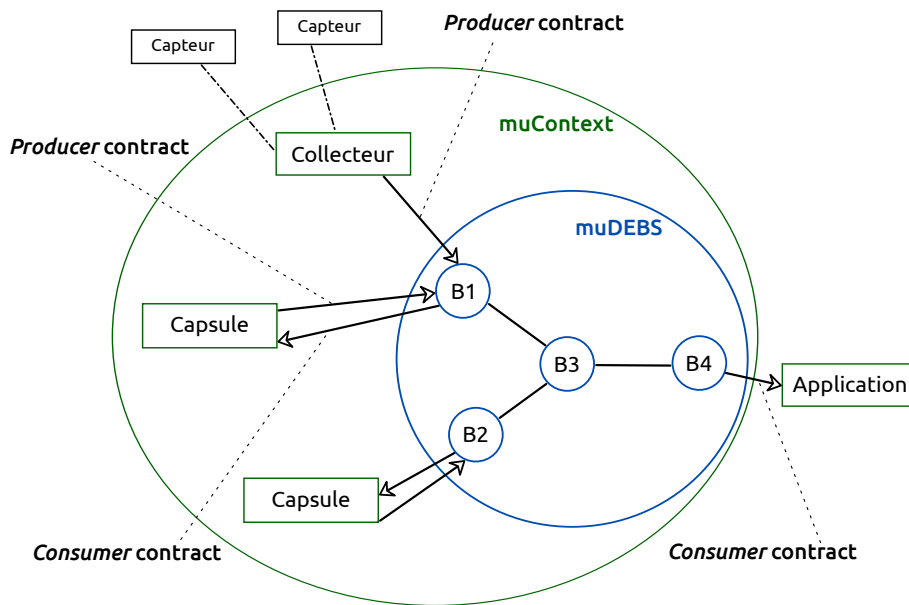 Capteur
Capteur
Producer contract
muContext
Producer contract
Collecteur
muDEBS
B1
Capsule
B3
B4
Application
B2
Capsule
Consumer contract
Consumer contract